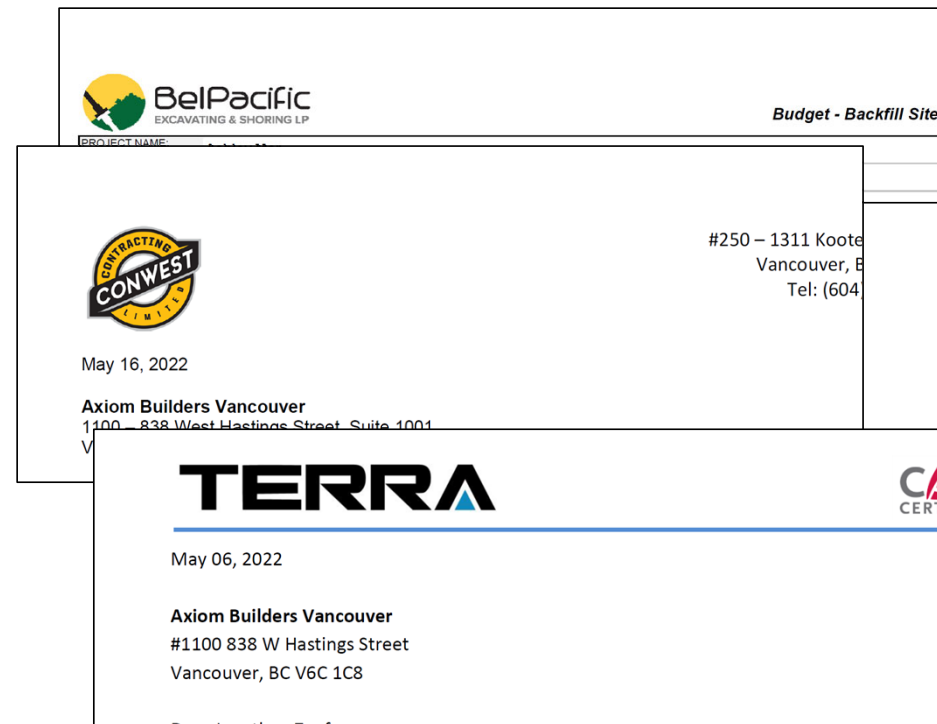 BelPacific
EXCAVATING & SHORING LP
Budget - Backfill Site
PROJECT NAME:
CONTRACTING
CONWEST
LIMITED
#250 – 1311 Koote
Vancouver, B
Tel: (604)
May 16, 2022
Axiom Builders Vancouver
1100 – 838 West Hastings Street, Suite 1001
V
TERRA
CA
CERT
May 06, 2022
Axiom Builders Vancouver
#1100 838 W Hastings Street
Vancouver, BC V6C 1C8